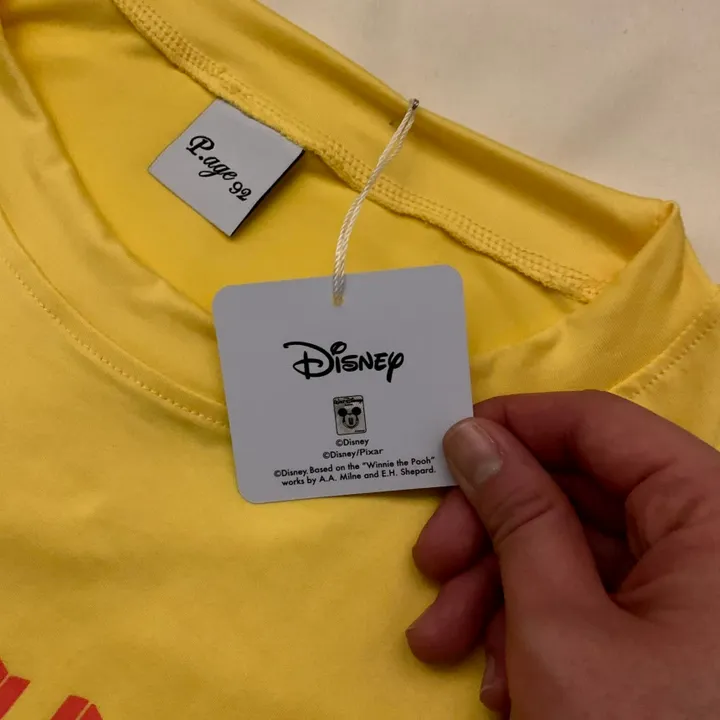 P.age 92
Disney
©Disney
©Disney/Pixar
©Disney. Based on the "Winnie the Pooh"
works by A.A. Milne and E.H. Shepard.